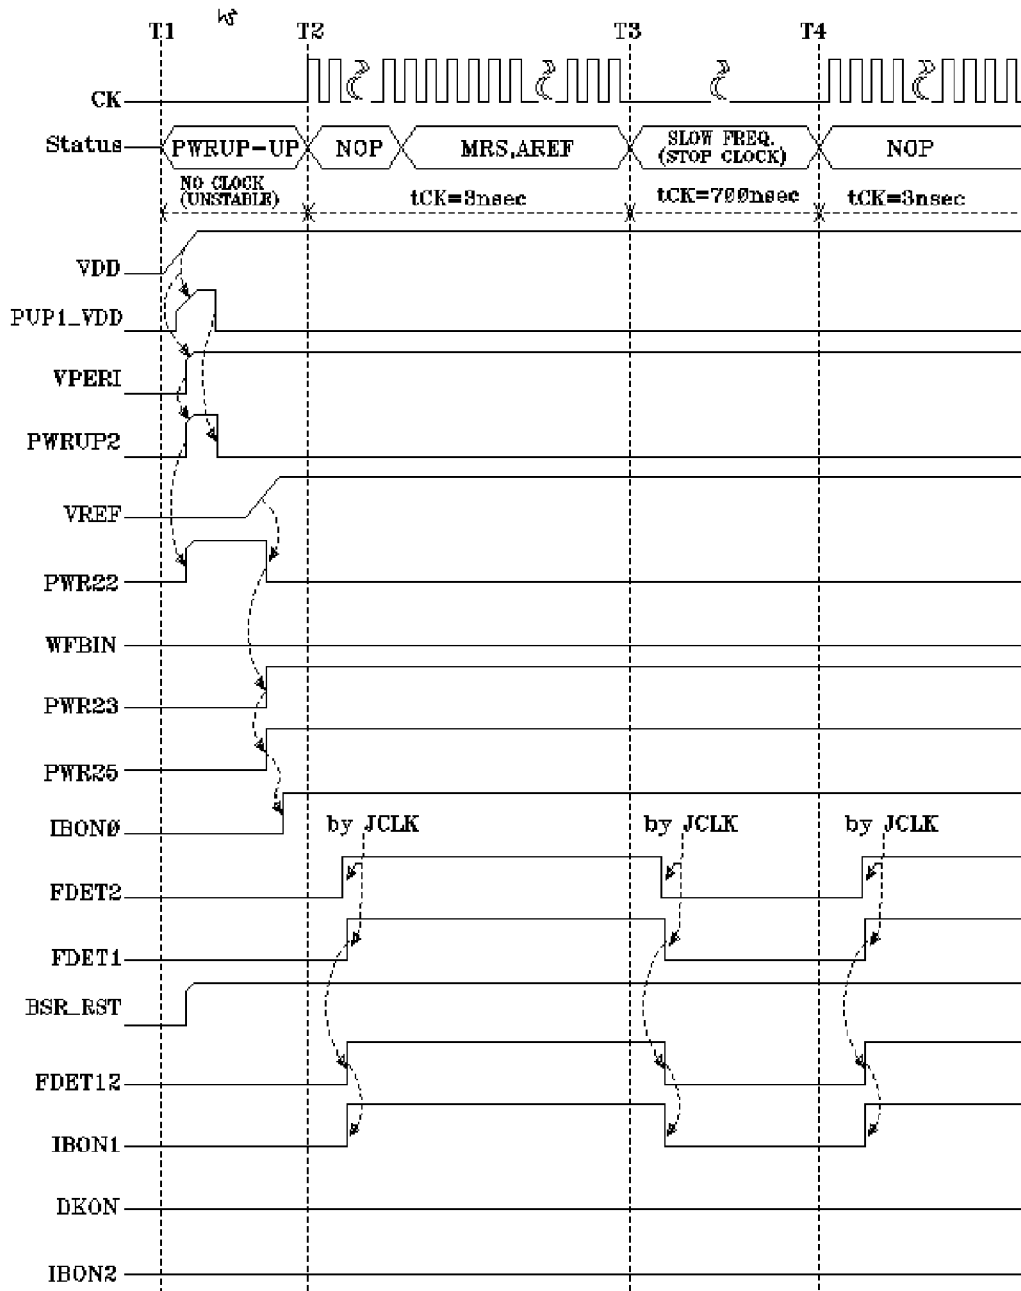 T1 T2 T3 T4
CK
Status PWRUP-UP NOP MRS,AREF SLOW FREQ. (STOP CLOCK) NOP
NO CLOCK (UNSTABLE) tCK=3nsec tCK=700nsec tCK=3nsec
VDD
PUP1_VDD
VPERI
PWRUP2
VREF
PWR22
WFBIN
PWR23
PWR25
IBON0
by JCLK by JCLK by JCLK
FDET2
FDET1
BSR_RST
FDET12
IBON1
DKON
IBON2